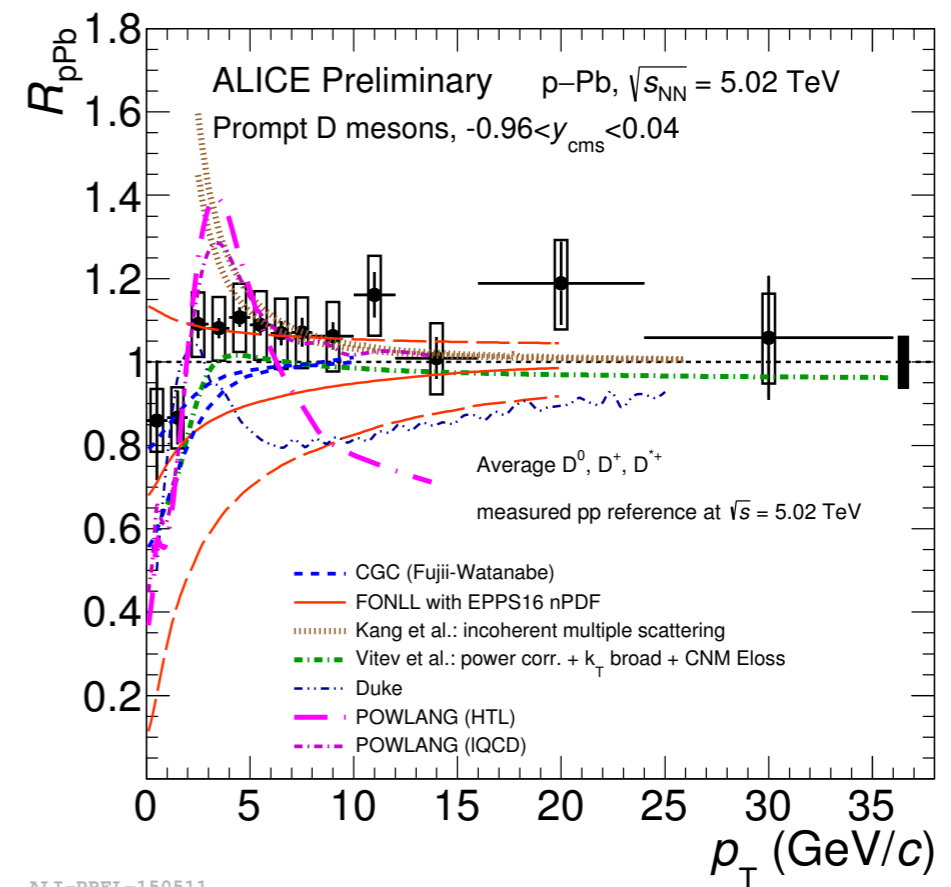 R_pPb
1.8
1.6
1.4
1.2
1
0.8
0.6
0.4
0.2
ALICE Preliminary p−Pb, √s_NN = 5.02 TeV
Prompt D mesons, -0.96<y_cms<0.04
Average D^0, D^+, D^*+
measured pp reference at √s = 5.02 TeV
CGC (Fujii-Watanabe)
FONLL with EPPS16 nPDF
Kang et al.: incoherent multiple scattering
Vitev et al.: power corr. + k_T broad + CNM Eloss
Duke
POWLANG (HTL)
POWLANG (lQCD)
0 5 10 15 20 25 30 35
p_T (GeV/c)
ALI-PREL-150511